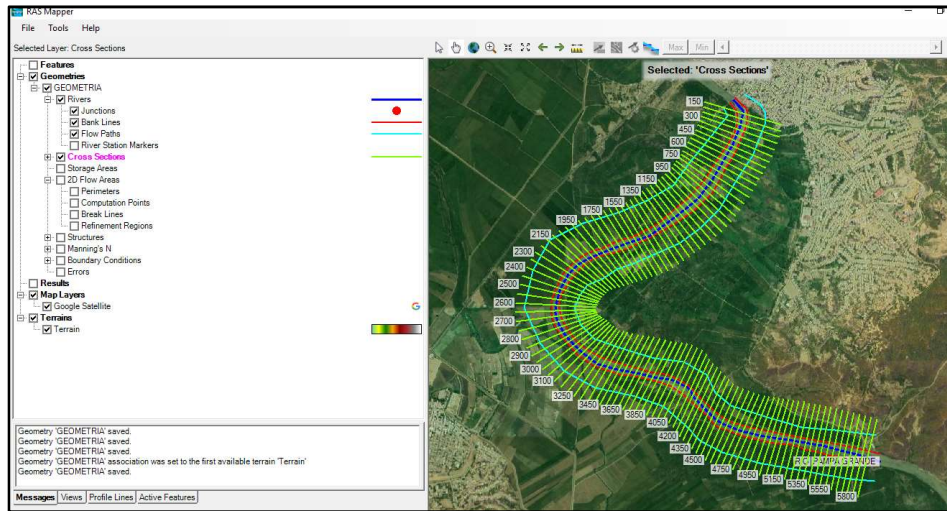 RAS Mapper
File Tools Help
Selected Layer: Cross Sections
Max Min
Features
Geometries
GEOMETRIA
Rivers
Junctions
Bank Lines
Flow Paths
River Station Markers
Cross Sections
Storage Areas
2D Flow Areas
Perimeters
Computation Points
Break Lines
Refinement Regions
Structures
Manning's N
Boundary Conditions
Errors
Results
Map Layers
Google Satellite
G
Terrains
Terrain
Selected: 'Cross Sections'
150
300
450
600
750
950
1150
1350
1550
1750
1950
2150
2300
2400
2500
2600
2700
2800
2900
3000
3100
3250
3450
3650
3850
4050
4200
4350
4500
4750
4950
5150
5350
5550
5800
PAMPA GRANDE
Geometry 'GEOMETRIA' saved.
Geometry 'GEOMETRIA' saved.
Geometry 'GEOMETRIA' saved.
Geometry 'GEOMETRIA' association was set to the first available terrain 'Terrain'
Geometry 'GEOMETRIA' saved.
Messages Views Profile Lines Active Features